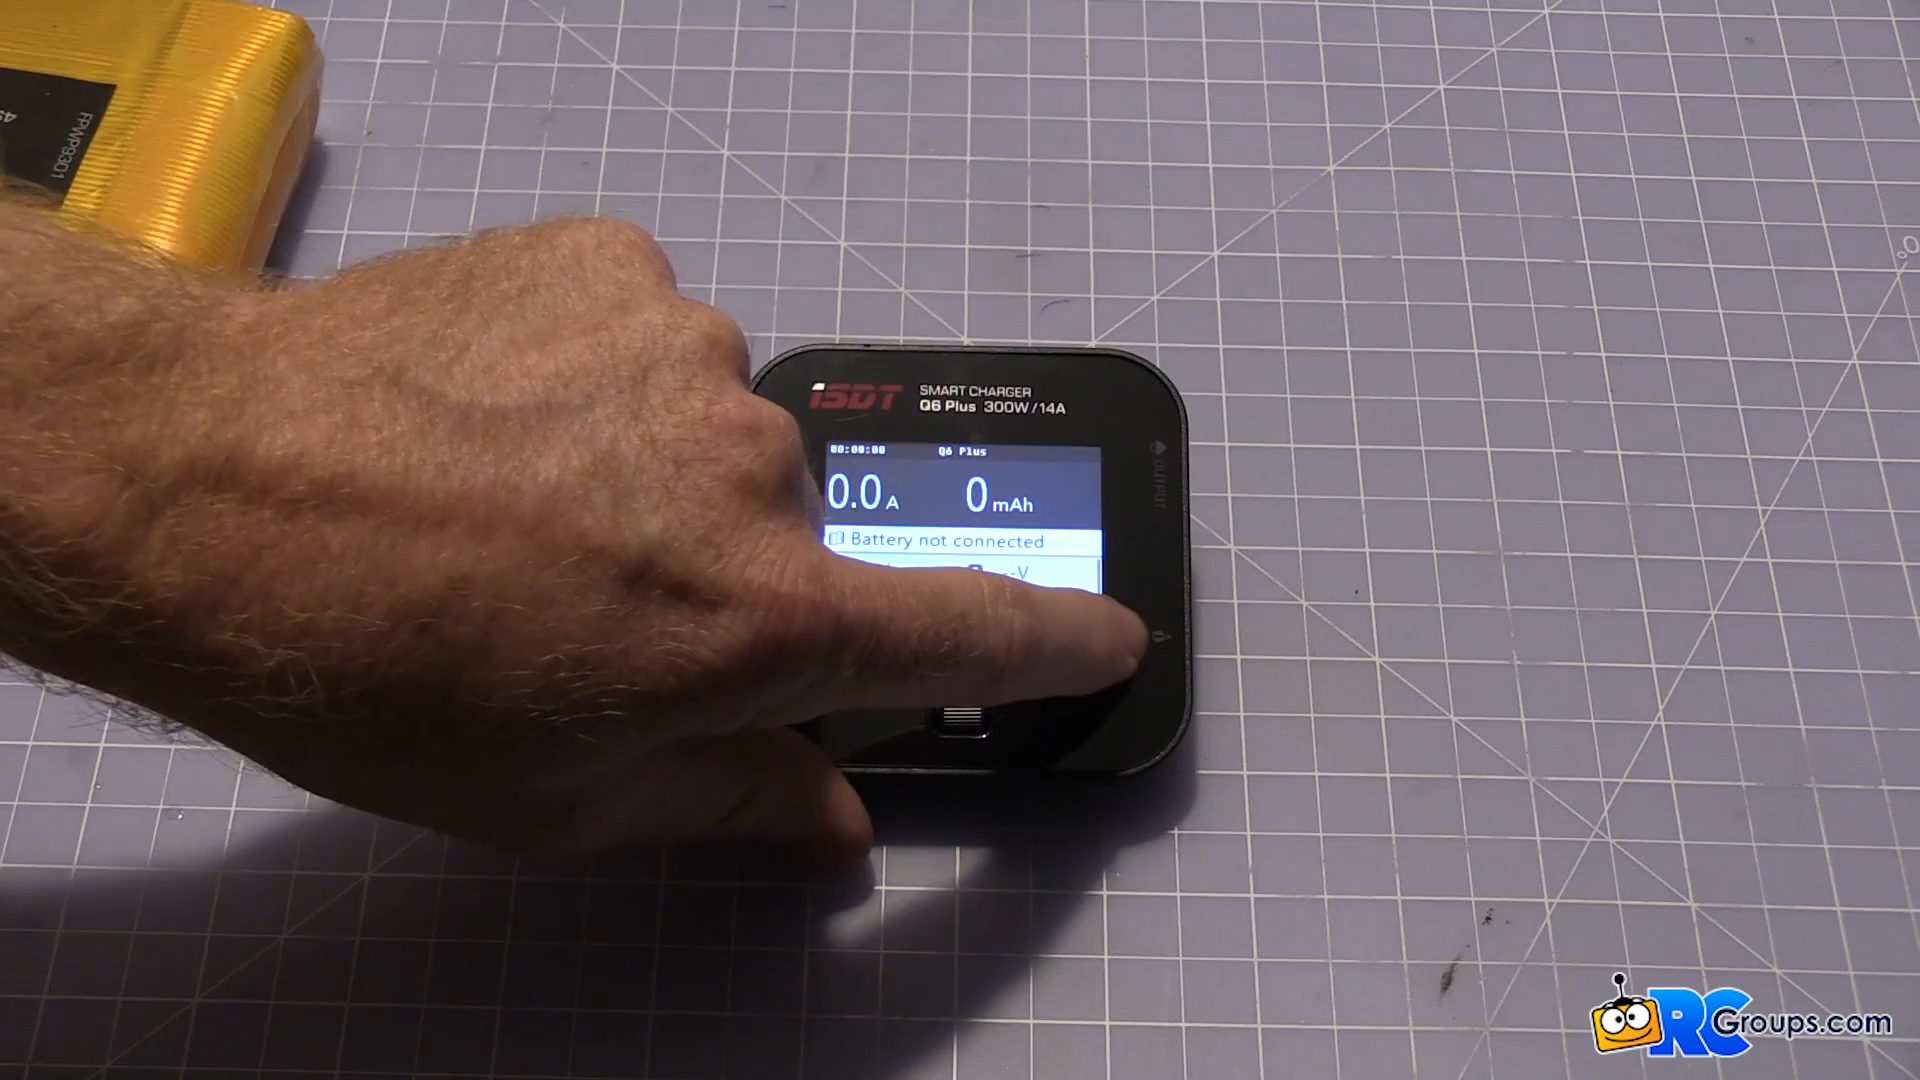 FPWP9301
4S
iSDT
SMART CHARGER
Q6 Plus 300W/14A
00:00:00 Q6 Plus
0.0A 0mAh
Battery not connected
V
OUTPUT
RCGroups.com